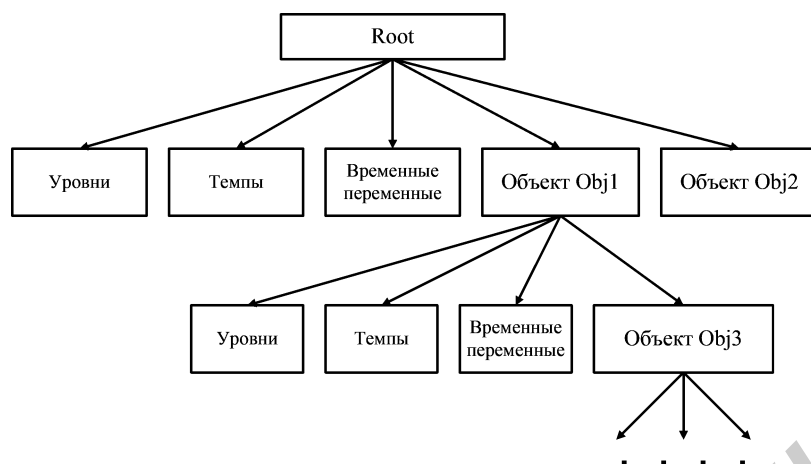 Root
Уровни
Темпы
Временные
переменные
Объект Obj1
Объект Obj2
Уровни
Темпы
Временные
переменные
Объект Obj3